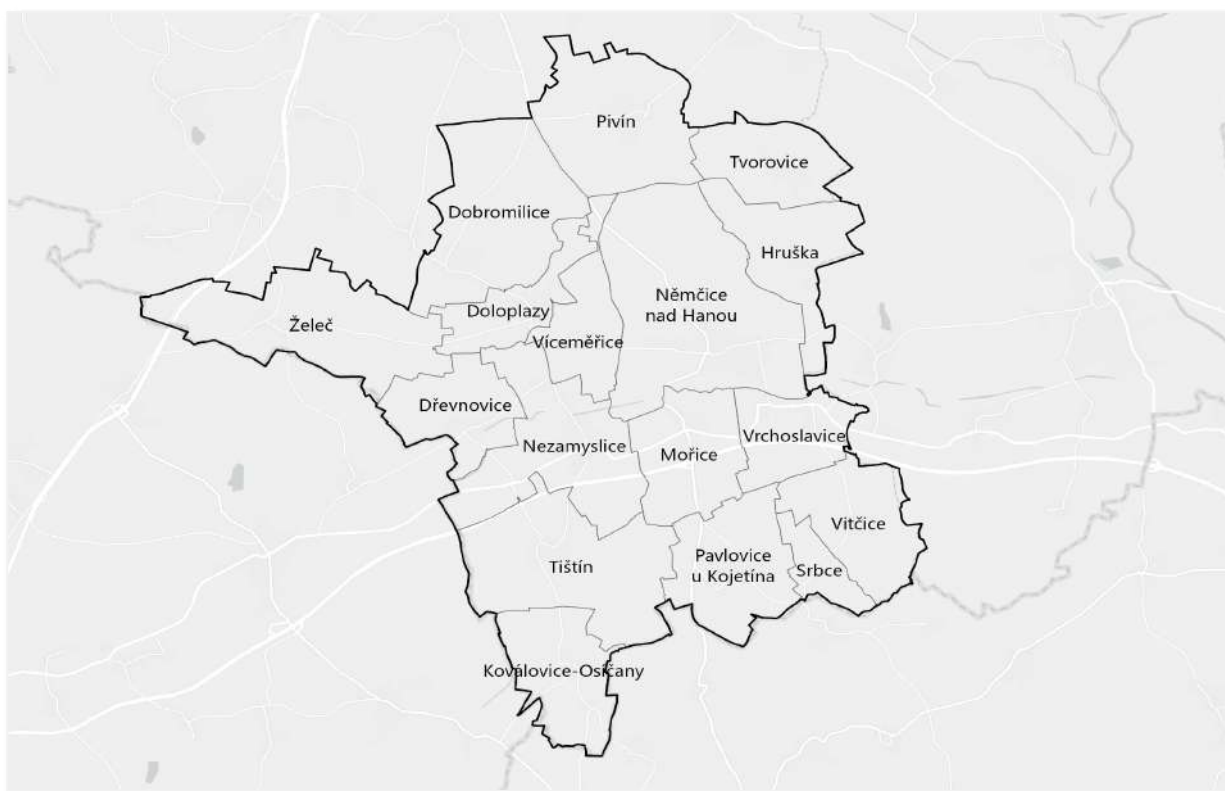 Pivín
Tvorovice
Dobromilice
Hruška
Němčice
nad Hanou
Doloplazy
Želeč
Víceměřice
Dřevnovice
Nezamyslice
Mořice
Vrchoslavice
Vitčice
Pavlovice
u Kojetína
Srbce
Tištín
Koválovice-Osíčany